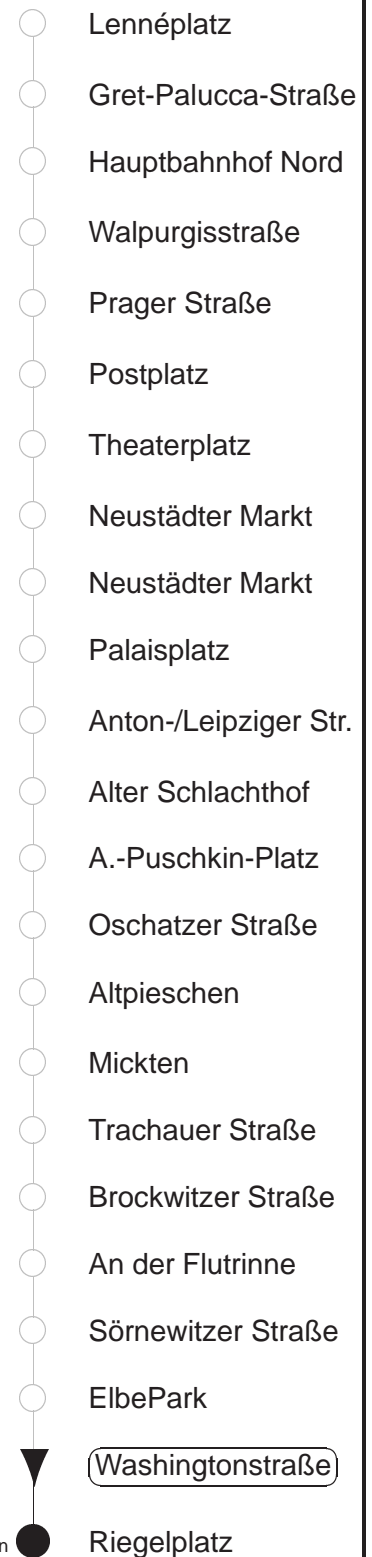 Lennéplatz
Gret-Palucca-Straße
Hauptbahnhof Nord
Walpurgisstraße
Prager Straße
Postplatz
Theaterplatz
Neustädter Markt
Neustädter Markt
Palaisplatz
Anton-/Leipziger Str.
Alter Schlachthof
A.-Puschkin-Platz
Oschatzer Straße
Altpieschen
Mickten
Trachauer Straße
Brockwitzer Straße
An der Flutrinne
Sörnewitzer Straße
ElbePark
Washingtonstraße
Riegelplatz